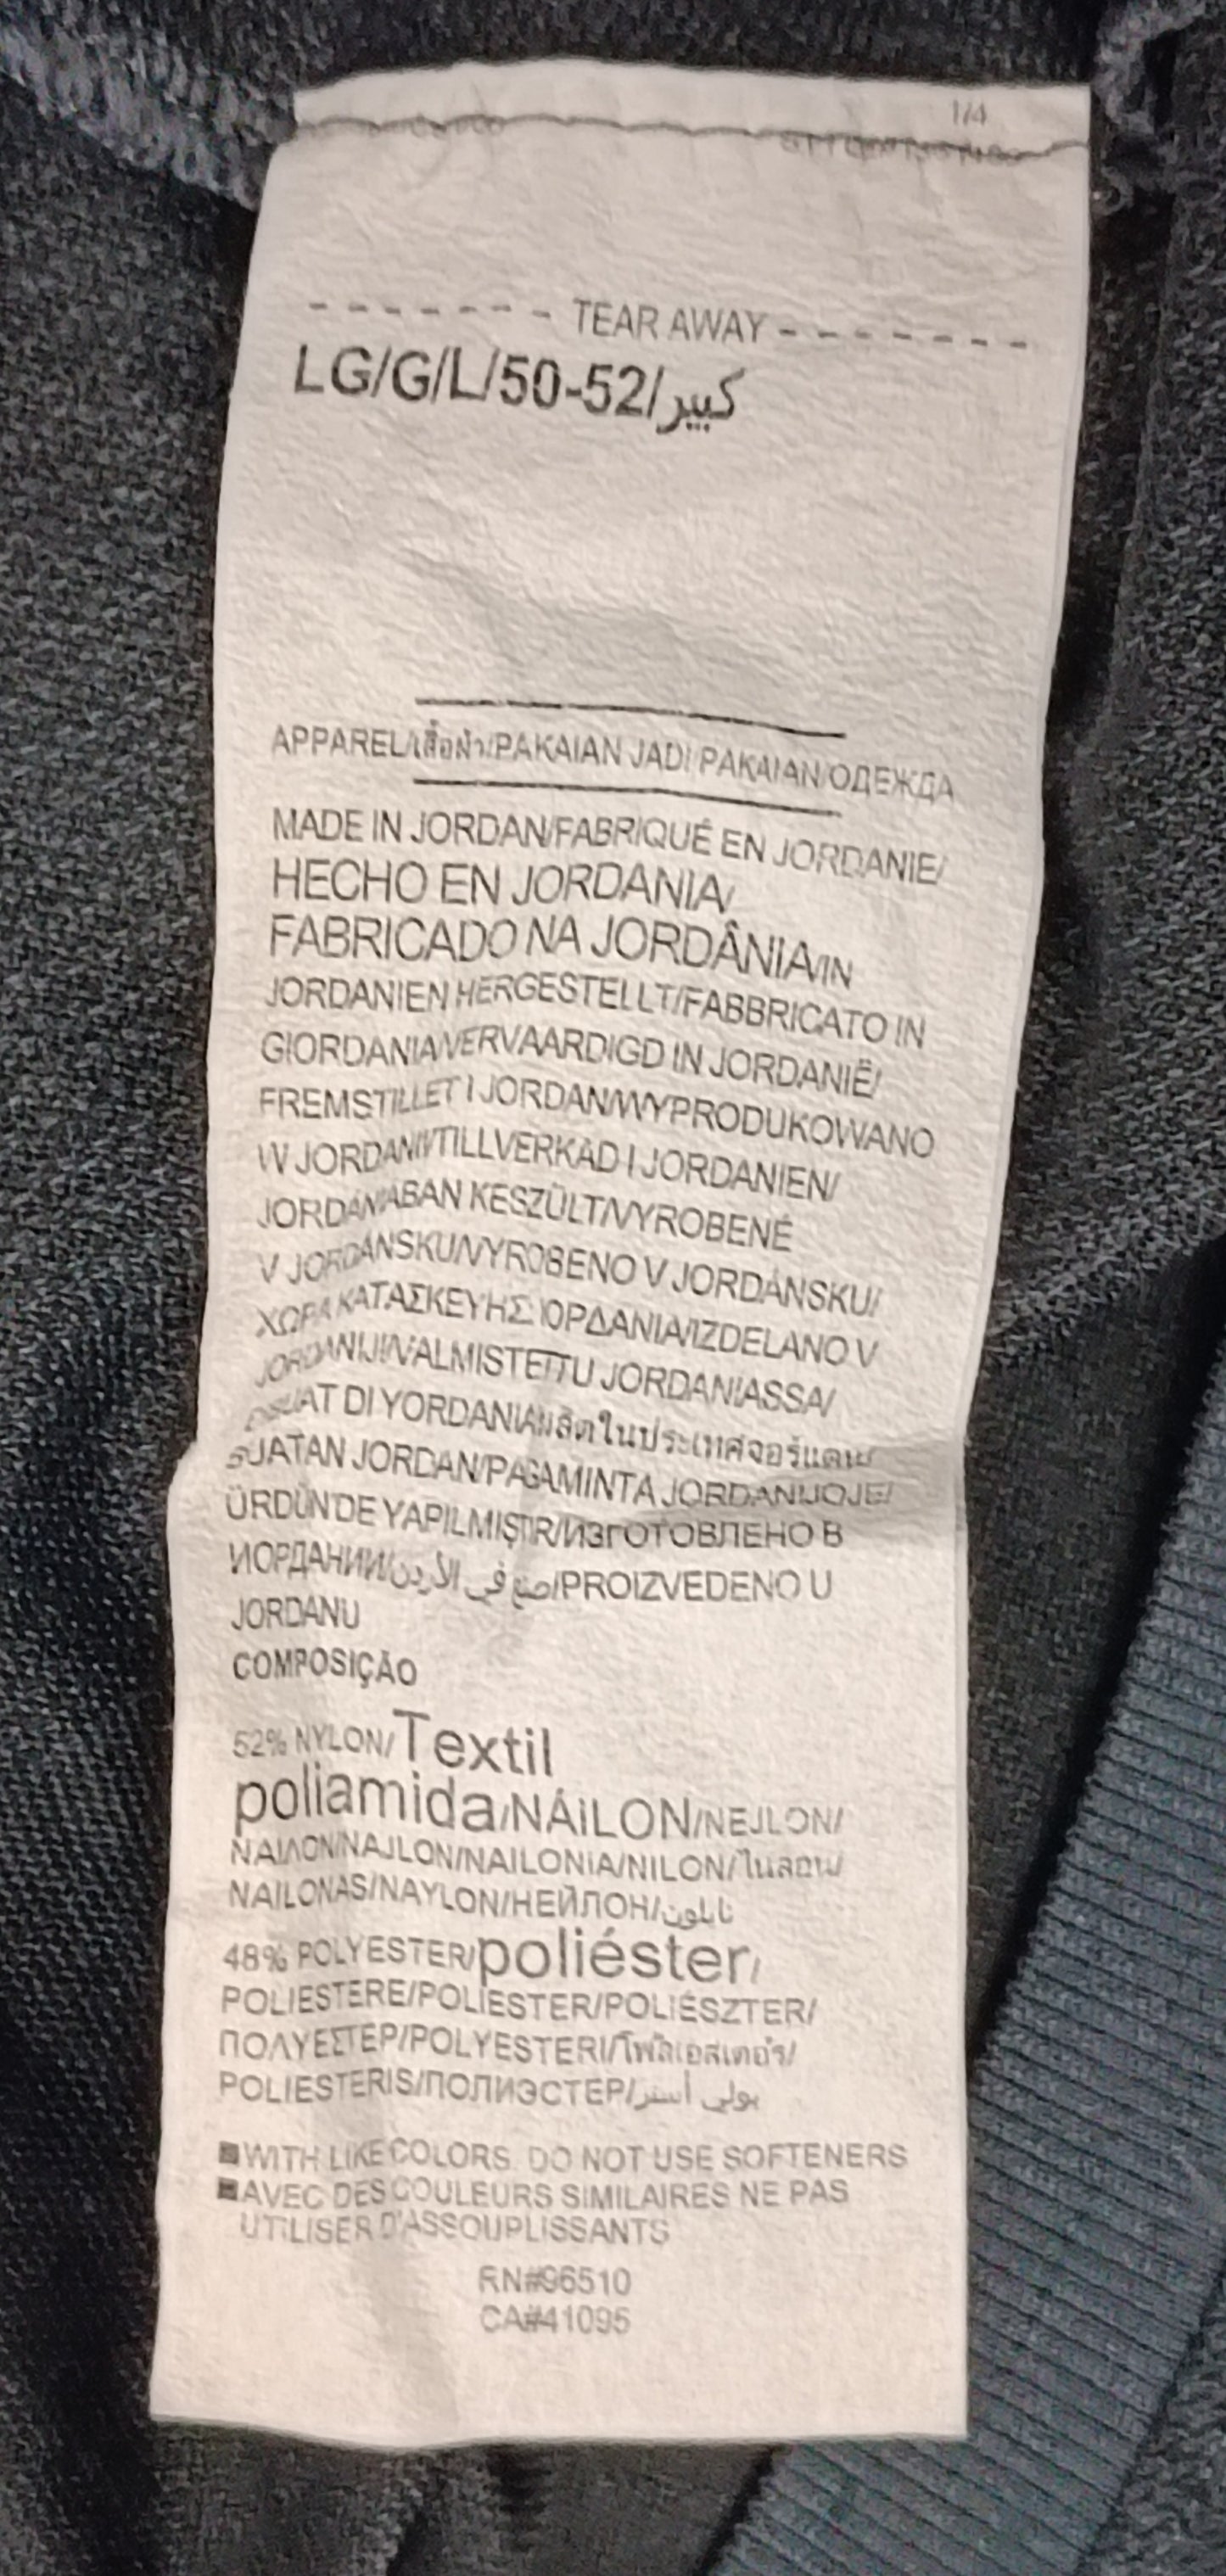 1/4
TEAR AWAY
LG/G/L/50-52/كبير
APPAREL/เสื้อผ้า/PAKAIAN JADI/PAKAIAN/ОДЕЖДА
MADE IN JORDAN/FABRIQUÉ EN JORDANIE/
HECHO EN JORDANIA/
FABRICADO NA JORDÂNIA/IN
JORDANIEN HERGESTELLT/FABBRICATO IN
GIORDANIA/VERVAARDIGD IN JORDANIË/
FREMSTILLET I JORDAN/WYPRODUKOWANO
W JORDANII/TILLVERKAD I JORDANIEN/
JORDANIABAN KESZÜLT/VYROBENÉ
V JORDÁNSKU/VYROBENO V JORDÁNSKU/
ΧΩΡΑ ΚΑΤΑΣΚΕΥΗΣ: ΙΟΡΔΑΝΙΑ/IZDELANO V
JORDANIJI/VALMISTETTU JORDANIASSA/
DIBUAT DI YORDANIA/ผลิตในประเทศจอร์แดน/
BUATAN JORDAN/PAGAMINTA JORDANIJOJE/
ÜRDÜN'DE YAPILMIŞTIR/ИЗГОТОВЛЕНО В
ИОРДАНИИ/صنع في الأردن/PROIZVEDENO U
JORDANU
COMPOSIÇÃO
52% NYLON/Textil
poliamida/NÁILON/NEJLON/
ΝΑΙΛΟΝ/NAJLON/NAILONIA/NILON/ไนลอน/
NAILONAS/NAYLON/НЕЙЛОН/نايلون
48% POLYESTER/poliéster/
POLIESTERE/POLIESTER/POLIÉSZTER/
ΠΟΛΥΕΣΤΕΡ/POLYESTERI/โพลีเอสเตอร์/
POLIESTERIS/ПОЛИЭСТЕР/بولي أستر
■WITH LIKE COLORS. DO NOT USE SOFTENERS
■AVEC DES COULEURS SIMILAIRES NE PAS
UTILISER D'ASSOUPLISSANTS
RN#96510
CA#41095